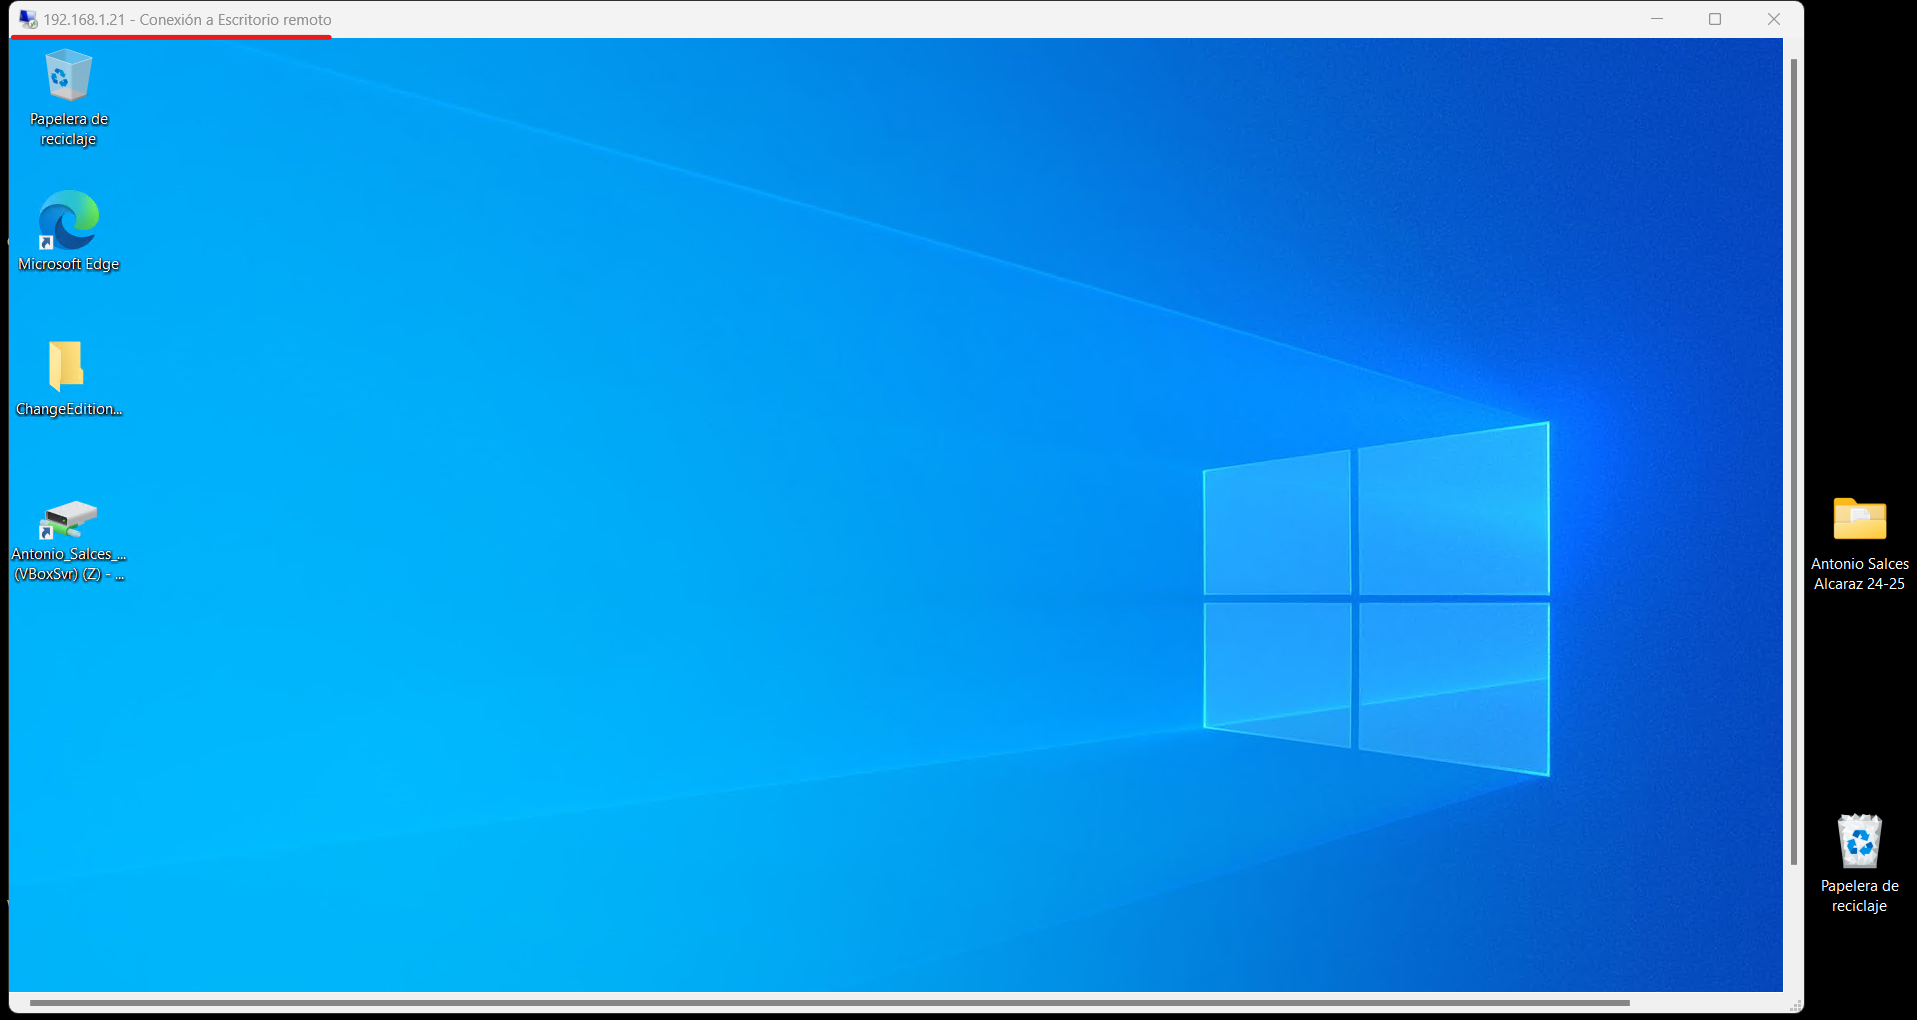 192.168.1.21 - Conexión a Escritorio remoto
Papelera de
reciclaje
Microsoft Edge
ChangeEdition...
Antonio_Salces_...
(VBoxSvr) (Z) - ...
Antonio Salces
Alcaraz 24-25
Papelera de
reciclaje